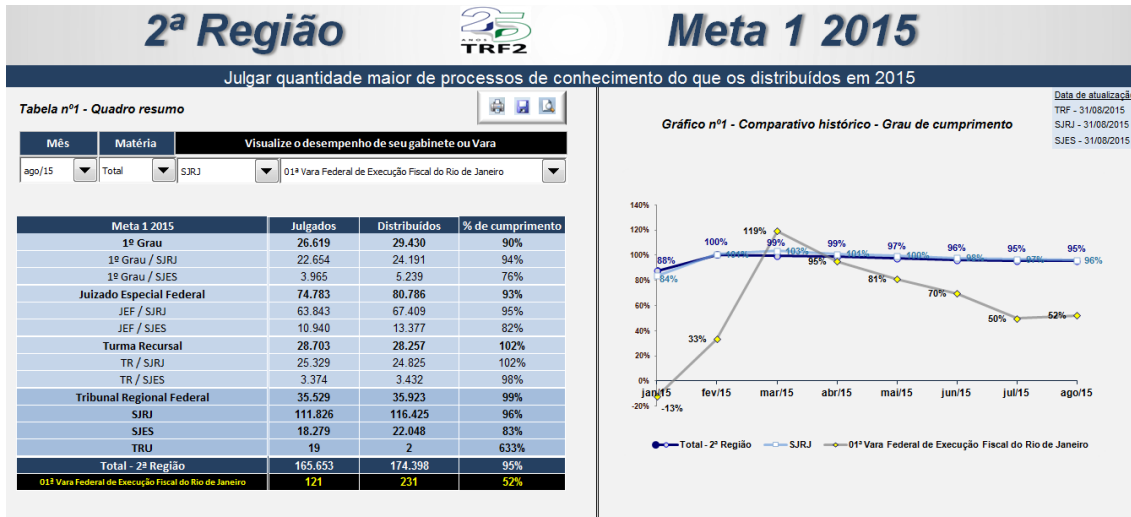 2ª Região
25
ANOS
TRF2
Meta 1 2015
Julgar quantidade maior de processos de conhecimento do que os distribuídos em 2015
Tabela nº1 - Quadro resumo
Mês Matéria Visualize o desempenho de seu gabinete ou Vara
ago/15 Total SJRJ 01ª Vara Federal de Execução Fiscal do Rio de Janeiro
Meta 1 2015 Julgados Distribuídos % de cumprimento
1º Grau 26.619 29.430 90%
1º Grau / SJRJ 22.654 24.191 94%
1º Grau / SJES 3.965 5.239 76%
Juizado Especial Federal 74.783 80.786 93%
JEF / SJRJ 63.843 67.409 95%
JEF / SJES 10.940 13.377 82%
Turma Recursal 28.703 28.257 102%
TR / SJRJ 25.329 24.825 102%
TR / SJES 3.374 3.432 98%
Tribunal Regional Federal 35.529 35.923 99%
SJRJ 111.826 116.425 96%
SJES 18.279 22.048 83%
TRU 19 2 633%
Total - 2ª Região 165.653 174.398 95%
01ª Vara Federal de Execução Fiscal do Rio de Janeiro 121 231 52%
Data de atualização
TRF - 31/08/2015
SJRJ - 31/08/2015
SJES - 31/08/2015
Gráfico nº1 - Comparativo histórico - Grau de cumprimento
140%
120%
100%
80%
60%
40%
20%
0%
-20%
88% 100% 99% 99% 97% 96% 95% 95%
84% 101% 103% 101% 100% 98% 97% 96%
-13% 33% 119% 95% 81% 70% 50% 52%
jan/15 fev/15 mar/15 abr/15 mai/15 jun/15 jul/15 ago/15
Total - 2ª Região SJRJ 01ª Vara Federal de Execução Fiscal do Rio de Janeiro